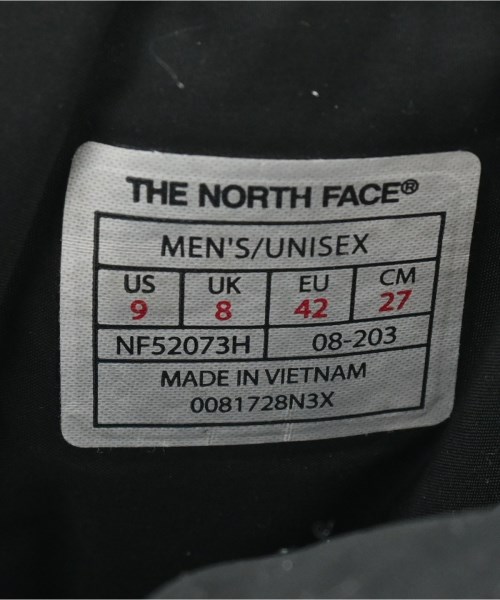 THE NORTH FACE®
MEN'S/UNISEX
US UK EU CM
9 8 42 27
NF52073H 08-203
MADE IN VIETNAM
0081728N3X